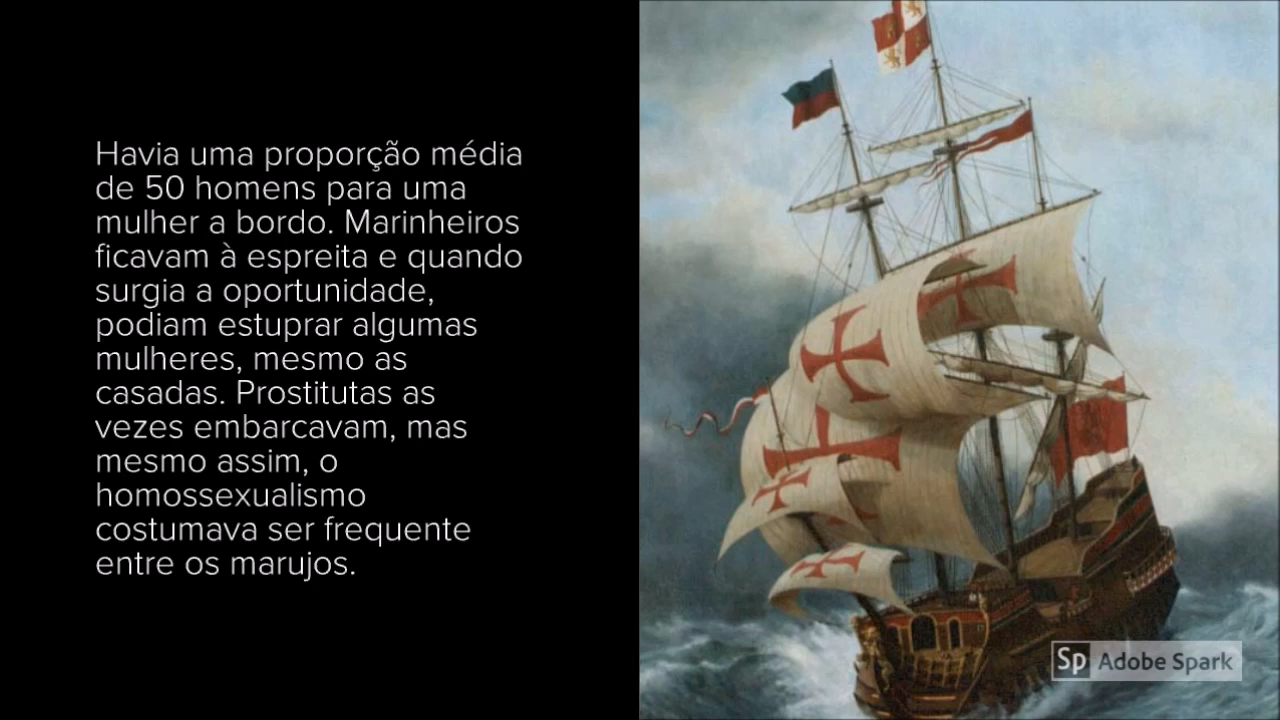 Havia uma proporção média
de 50 homens para uma
mulher a bordo. Marinheiros
ficavam à espreita e quando
surgia a oportunidade,
podiam estuprar algumas
mulheres, mesmo as
casadas. Prostitutas as
vezes embarcavam, mas
mesmo assim, o
homossexualismo
costumava ser frequente
entre os marujos.
Sp Adobe Spark